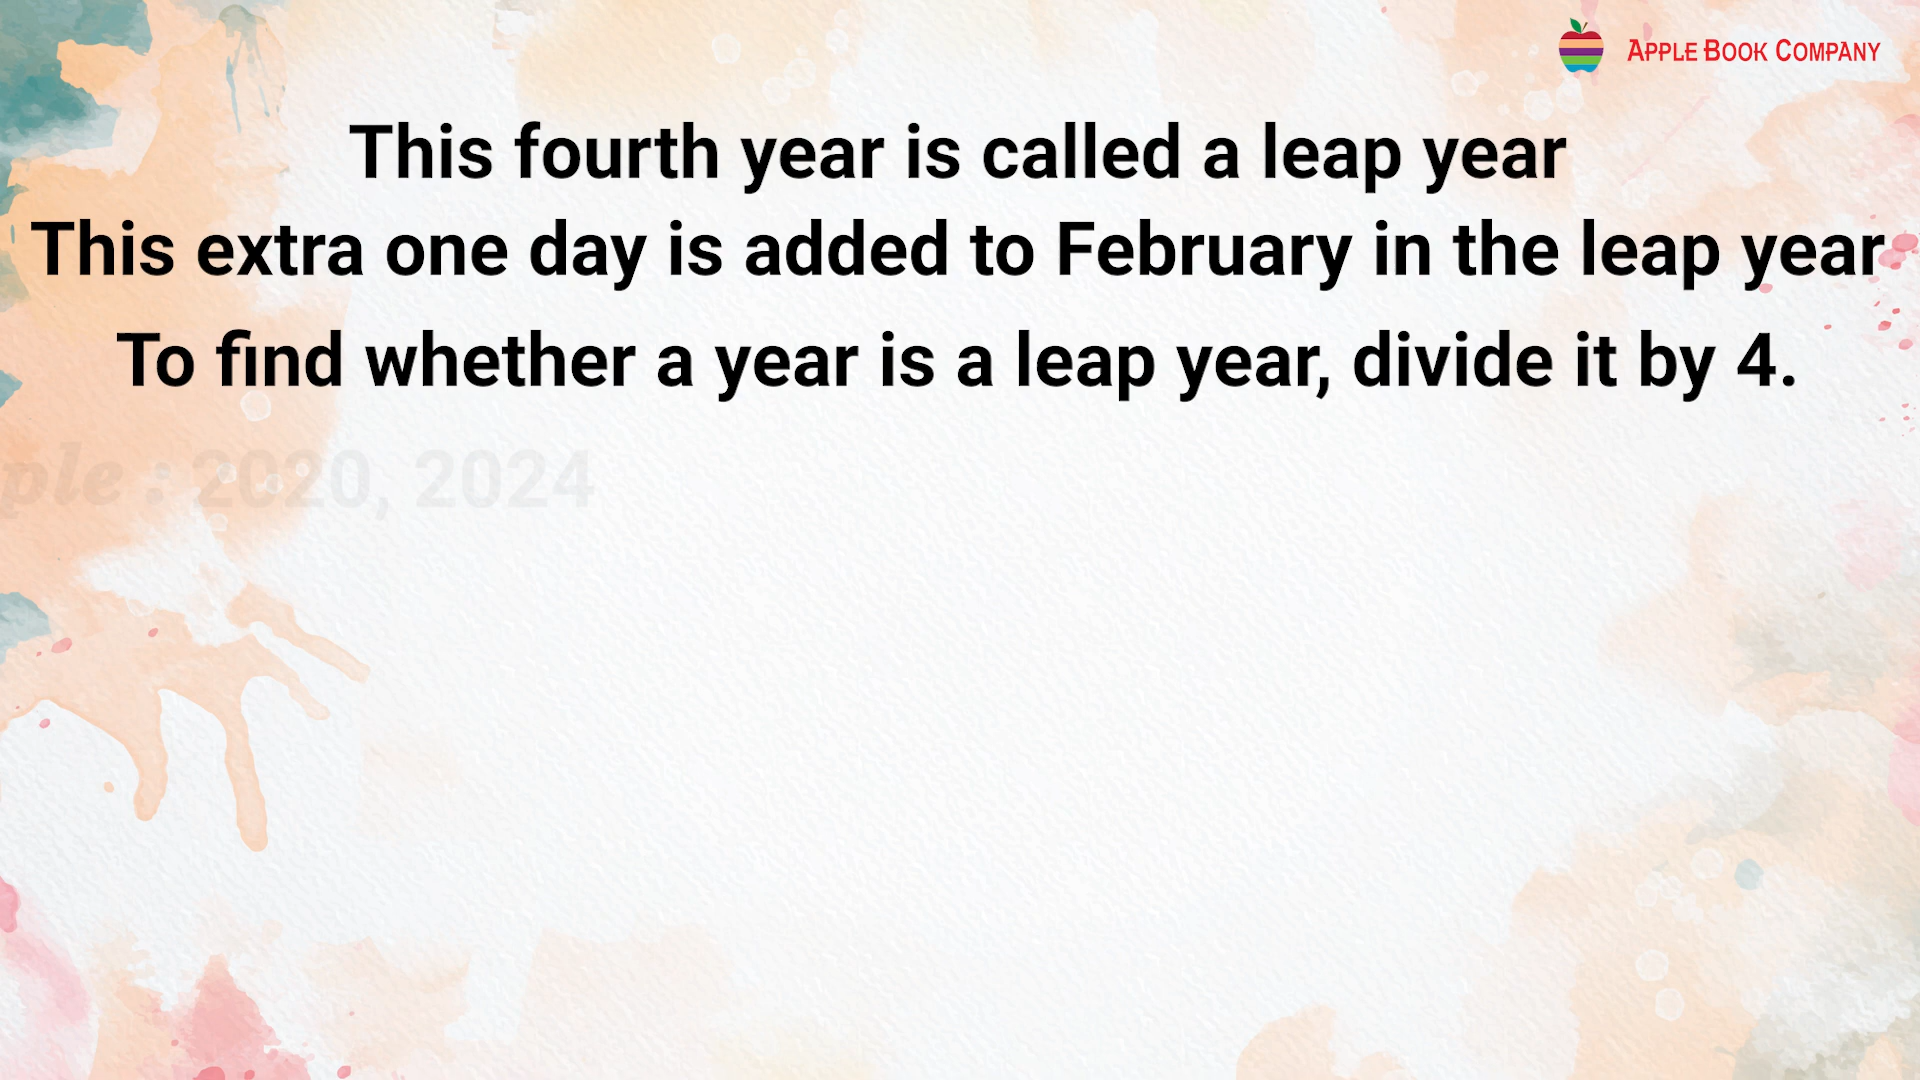 APPLE BOOK COMPANY
This fourth year is called a leap year
This extra one day is added to February in the leap year
To find whether a year is a leap year, divide it by 4.
ple : 2020, 2024